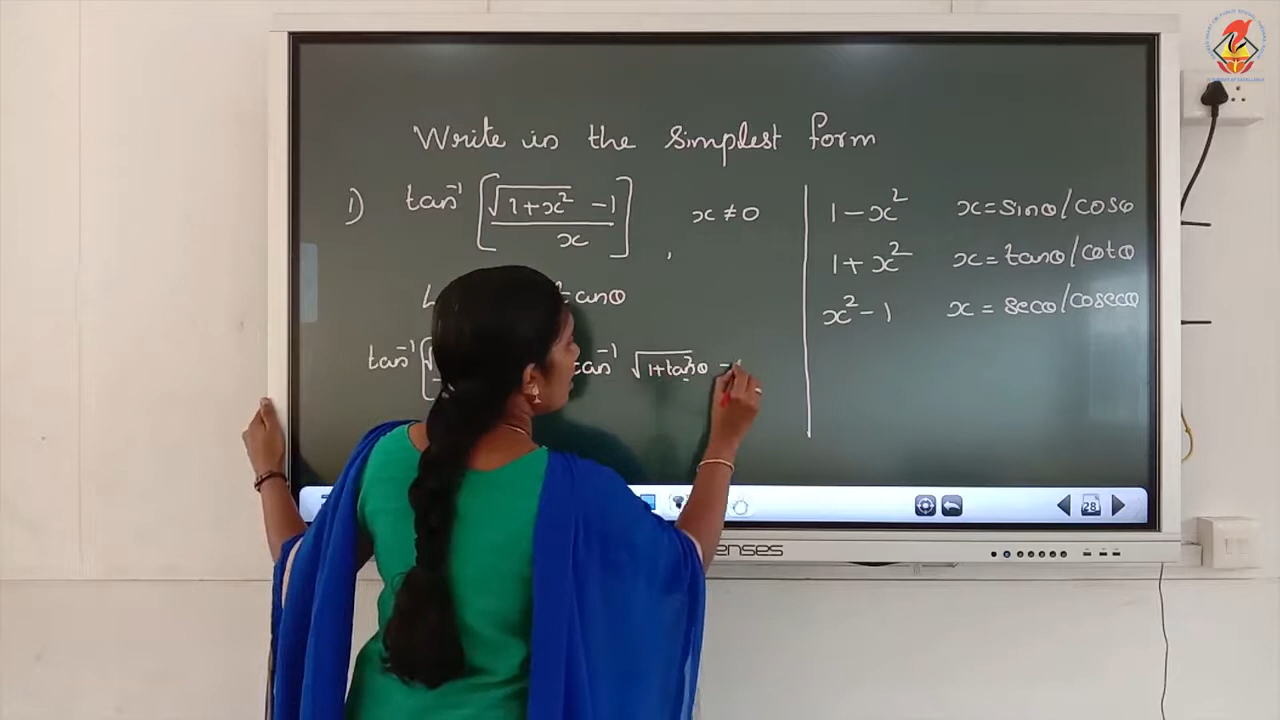 Write in the simplest form
1) tan⁻¹ [√1+x² -1 / x], x ≠ 0
tanθ
tan⁻¹ [√ tan⁻¹ √1+tan²θ -
1-x² x=sinθ/cosθ
1+x² x=tanθ/cotθ
x²-1 x=secθ/cosecθ
28
enses